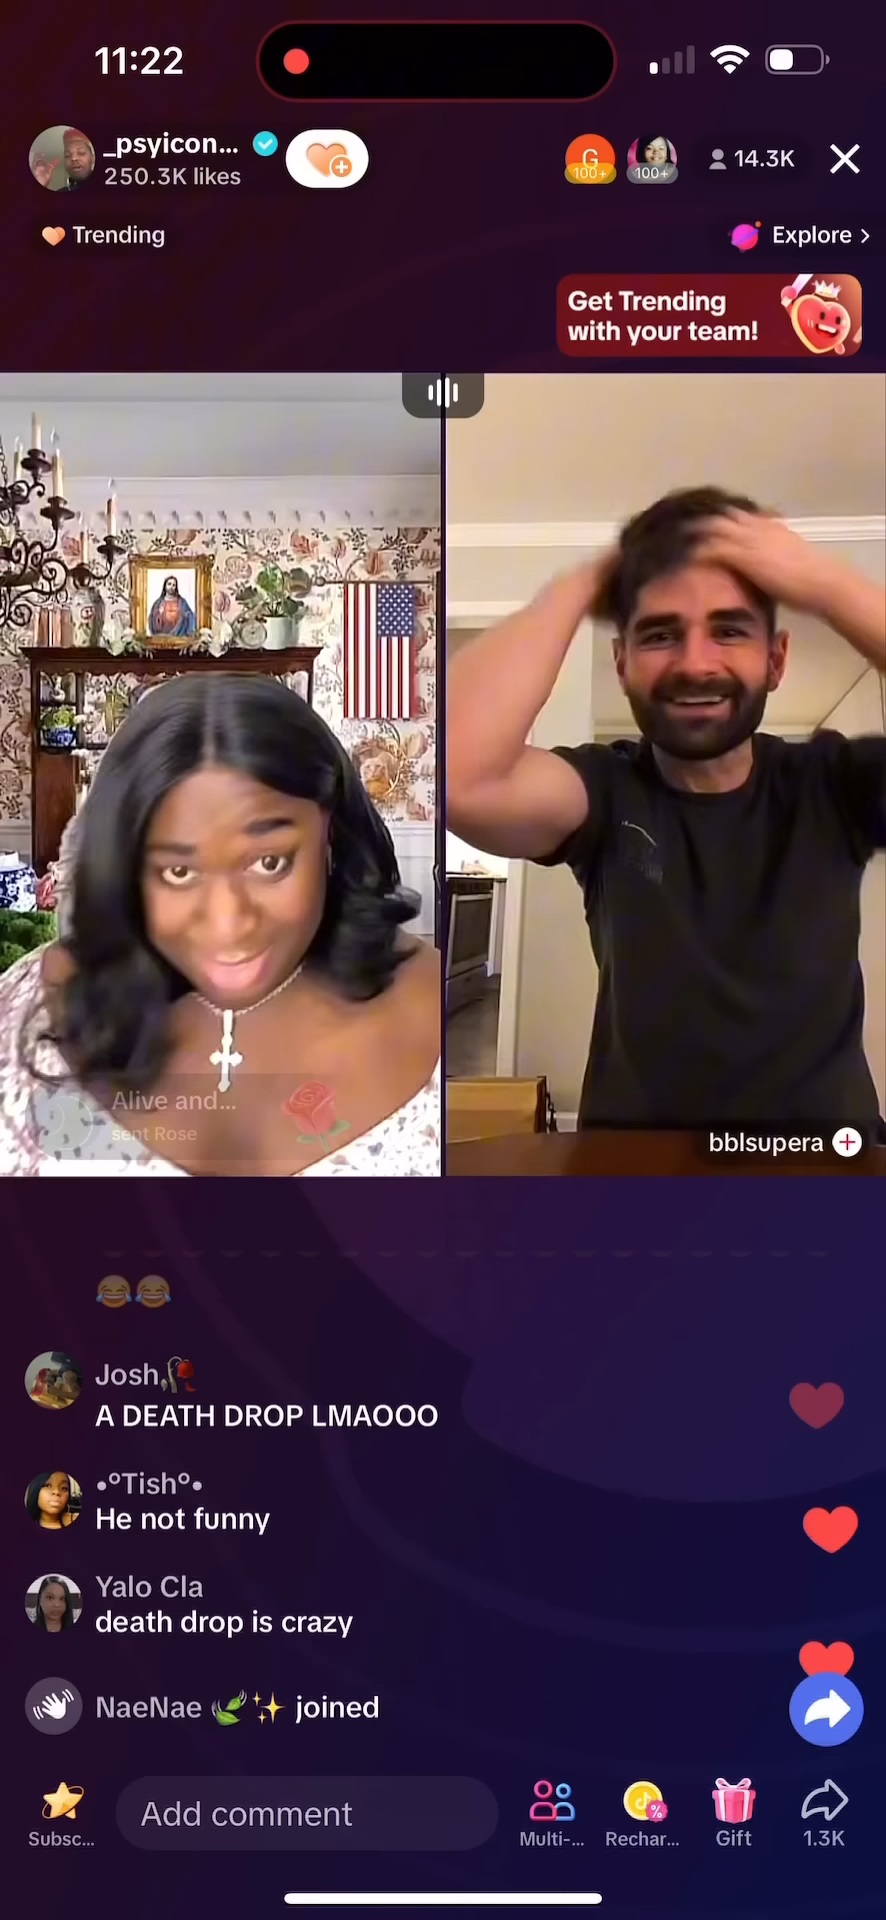 11:22
_psyicon...
250.3K likes
G
100+
100+
14.3K
Trending
Explore >
Get Trending
with your team!
Alive and...
sent Rose
bblsupera
😂😂
Josh🥀
A DEATH DROP LMAOOO
•°Tish°•
He not funny
Yalo Cla
death drop is crazy
NaeNae 🌿✨ joined
Subsc...
Add comment
Multi-...
Rechar...
Gift
1.3K